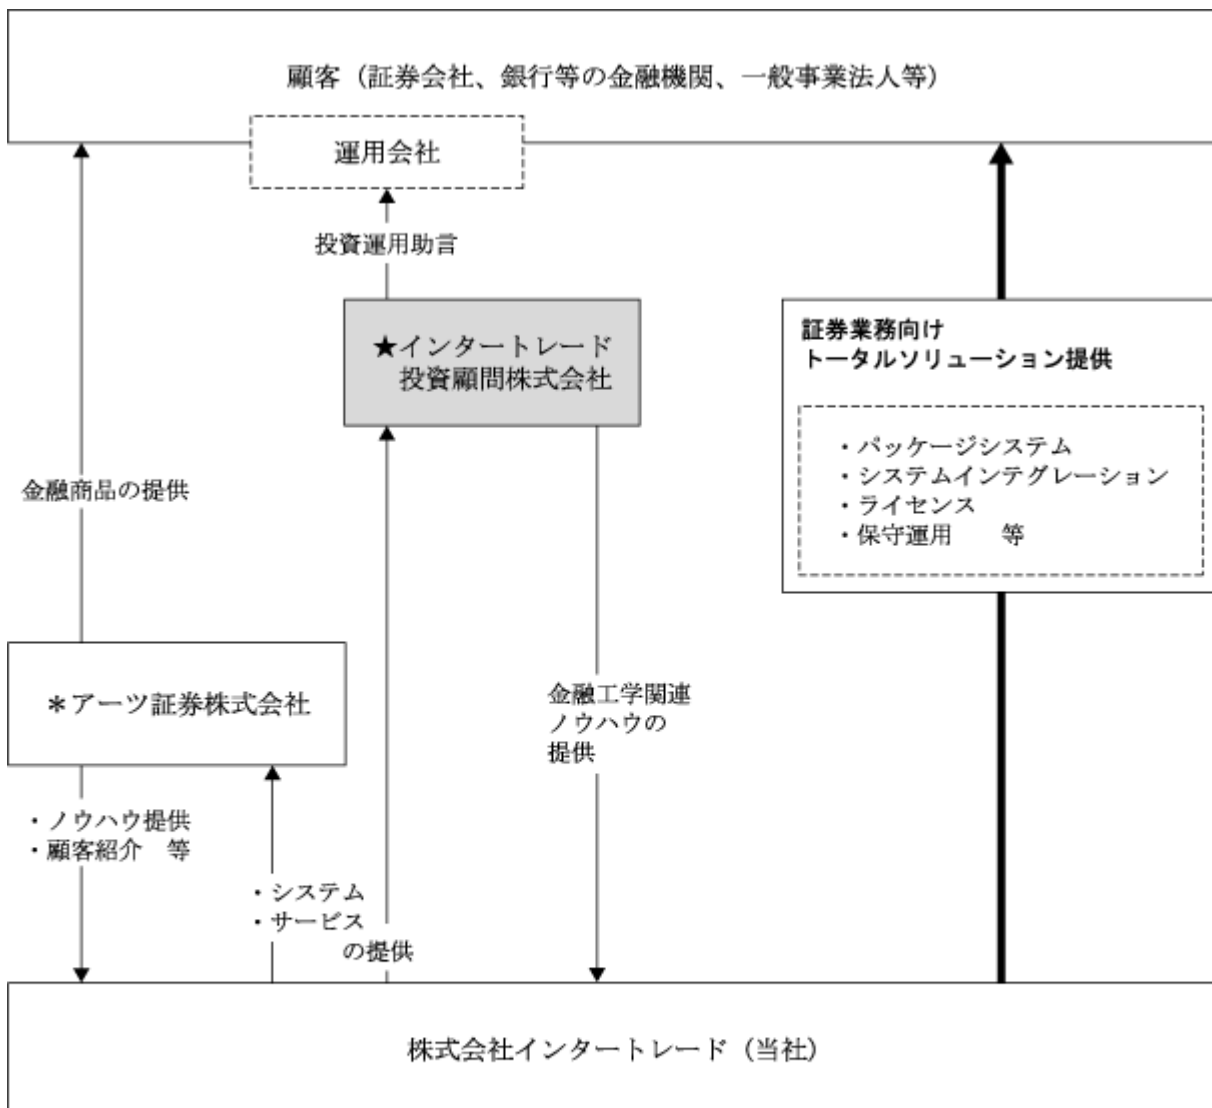 顧客（証券会社、銀行等の金融機関、一般事業法人等）
運用会社
投資運用助言
★インタートレード
投資顧問株式会社
証券業務向け
トータルソリューション提供
・パッケージシステム
・システムインテグレーション
・ライセンス
・保守運用　　等
金融商品の提供
＊アーツ証券株式会社
金融工学関連
ノウハウの
提供
・ノウハウ提供
・顧客紹介　等
・システム
・サービス
の提供
株式会社インタートレード（当社）